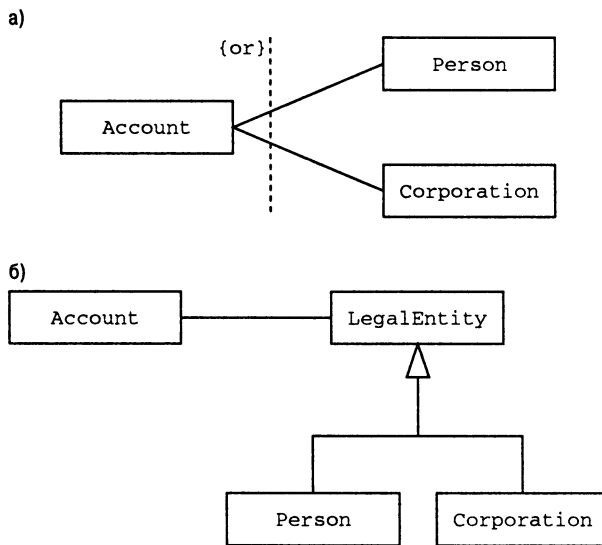 а)
{or}
Person
Account
Corporation
б)
Account
LegalEntity
Person
Corporation